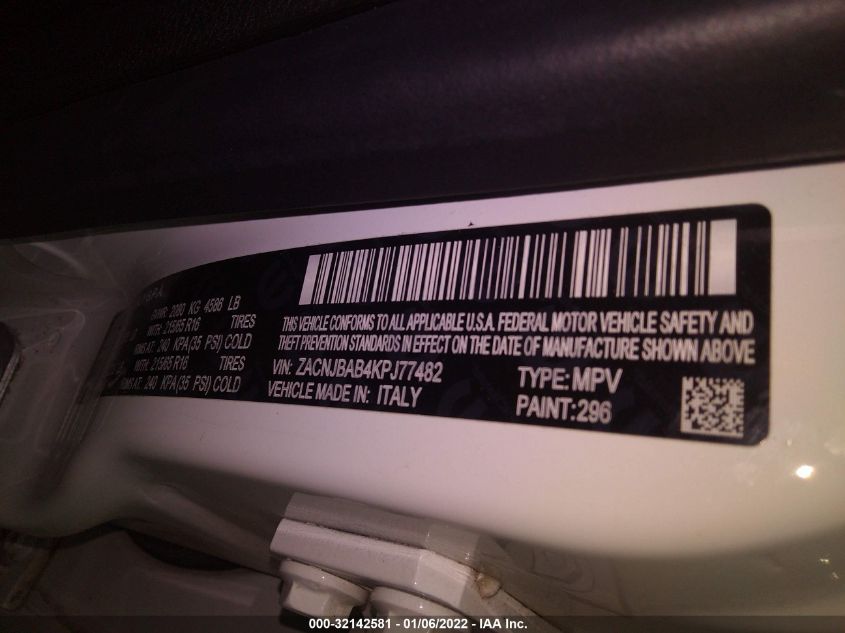 GVWR 2080 KG 4586 LB
WITH 215/65 R16 TIRES
240 KPA(35 PSI) COLD
WITH 215/65 R16 TIRES
240 KPA(35 PSI) COLD
THIS VEHICLE CONFORMS TO ALL APPLICABLE U.S.A. FEDERAL MOTOR VEHICLE SAFETY AND
THEFT PREVENTION STANDARDS IN EFFECT ON THE DATE OF MANUFACTURE SHOWN ABOVE
VIN: ZACNJBAB4KPJ77482
TYPE: MPV
VEHICLE MADE IN: ITALY
PAINT: 296
000-32142581 - 01/06/2022 - IAA Inc.